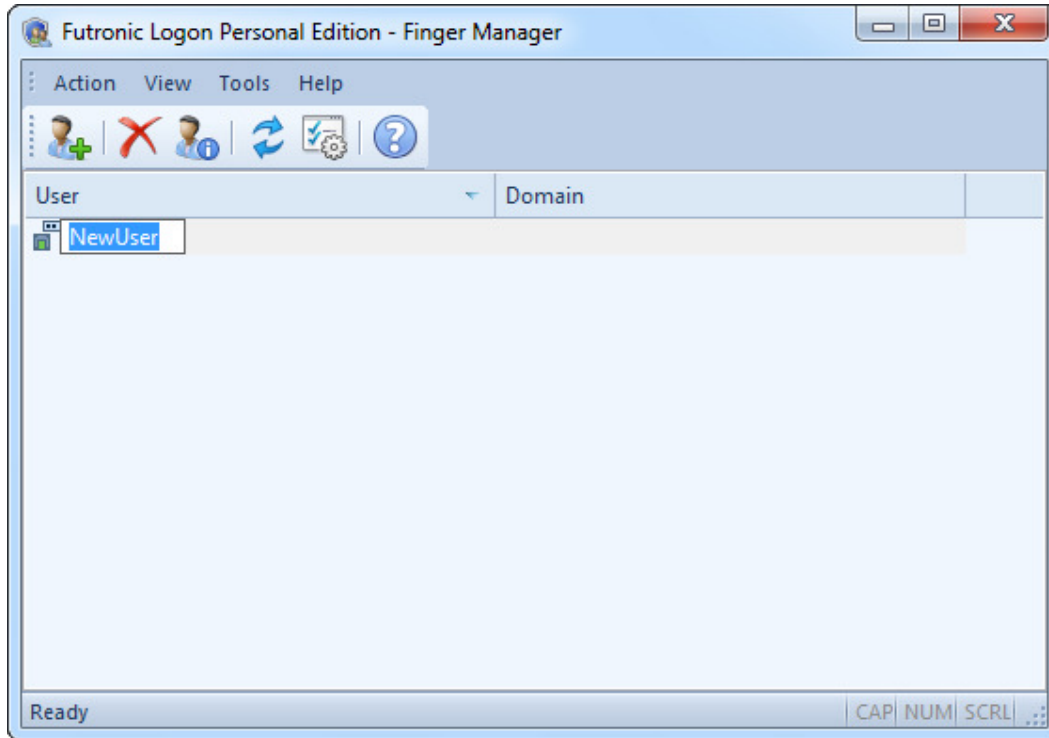 Futronic Logon Personal Edition - Finger Manager
Action View Tools Help
User Domain
NewUser
Ready CAP NUM SCRL